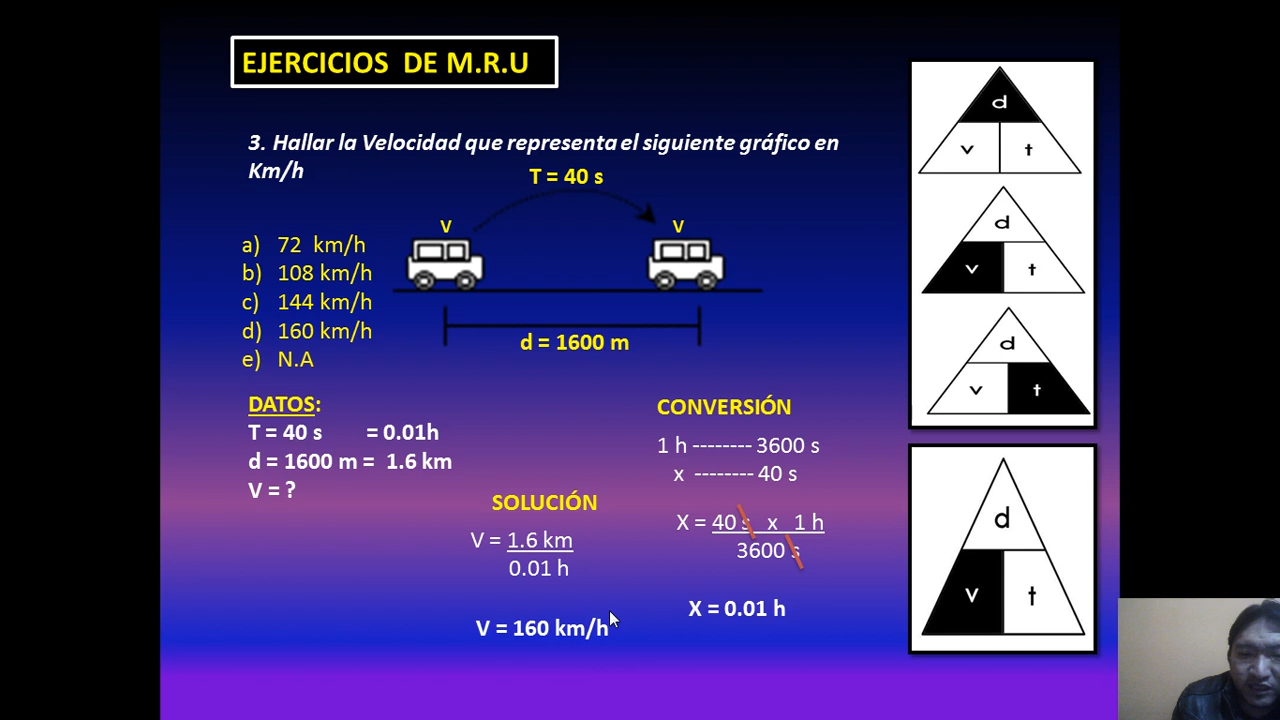 EJERCICIOS DE M.R.U
3. Hallar la Velocidad que representa el siguiente gráfico en
Km/h
T = 40 s
V
V
a) 72 km/h
b) 108 km/h
c) 144 km/h
d) 160 km/h
e) N.A
d = 1600 m
DATOS:
T = 40 s = 0.01h
d = 1600 m = 1.6 km
V = ?
SOLUCIÓN
V = 1.6 km
0.01 h
V = 160 km/h
CONVERSIÓN
1 h -------- 3600 s
x -------- 40 s
X = 40 s x 1 h
3600 s
X = 0.01 h
d
v t
d
v t
d
v t
d
v t